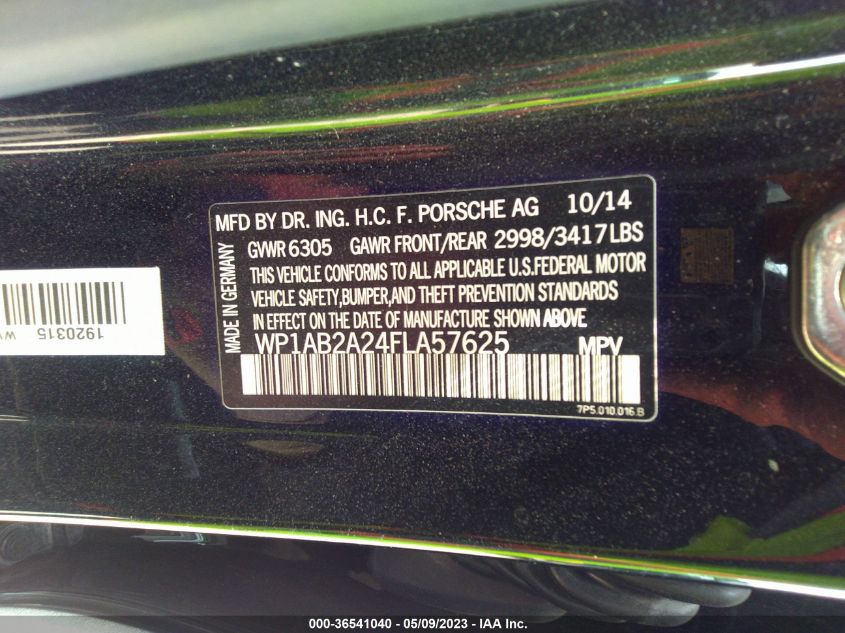 MFD BY DR. ING. H.C. F. PORSCHE AG 10/14
GVWR 6305 GAWR FRONT/REAR 2998/3417LBS
THIS VEHICLE CONFORMS TO ALL APPLICABLE U.S.FEDERAL MOTOR
VEHICLE SAFETY,BUMPER,AND THEFT PREVENTION STANDARDS
IN EFFECT ON THE DATE OF MANUFACTURE SHOWN ABOVE
WP1AB2A24FLA57625 MPV
7P5.010.016.B
MADE IN GERMANY
1920315
000-36541040 - 05/09/2023 - IAA Inc.